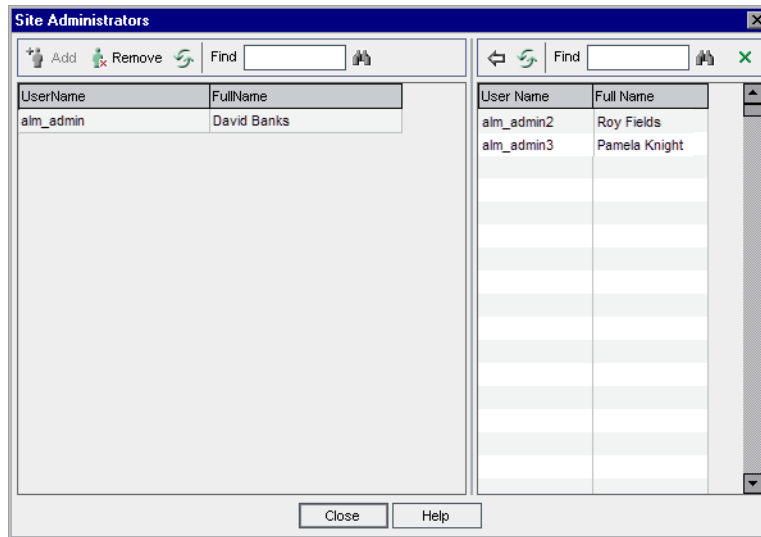 Site Administrators
Add Remove Find
Find
UserName FullName
alm_admin David Banks
User Name Full Name
alm_admin2 Roy Fields
alm_admin3 Pamela Knight
Close Help